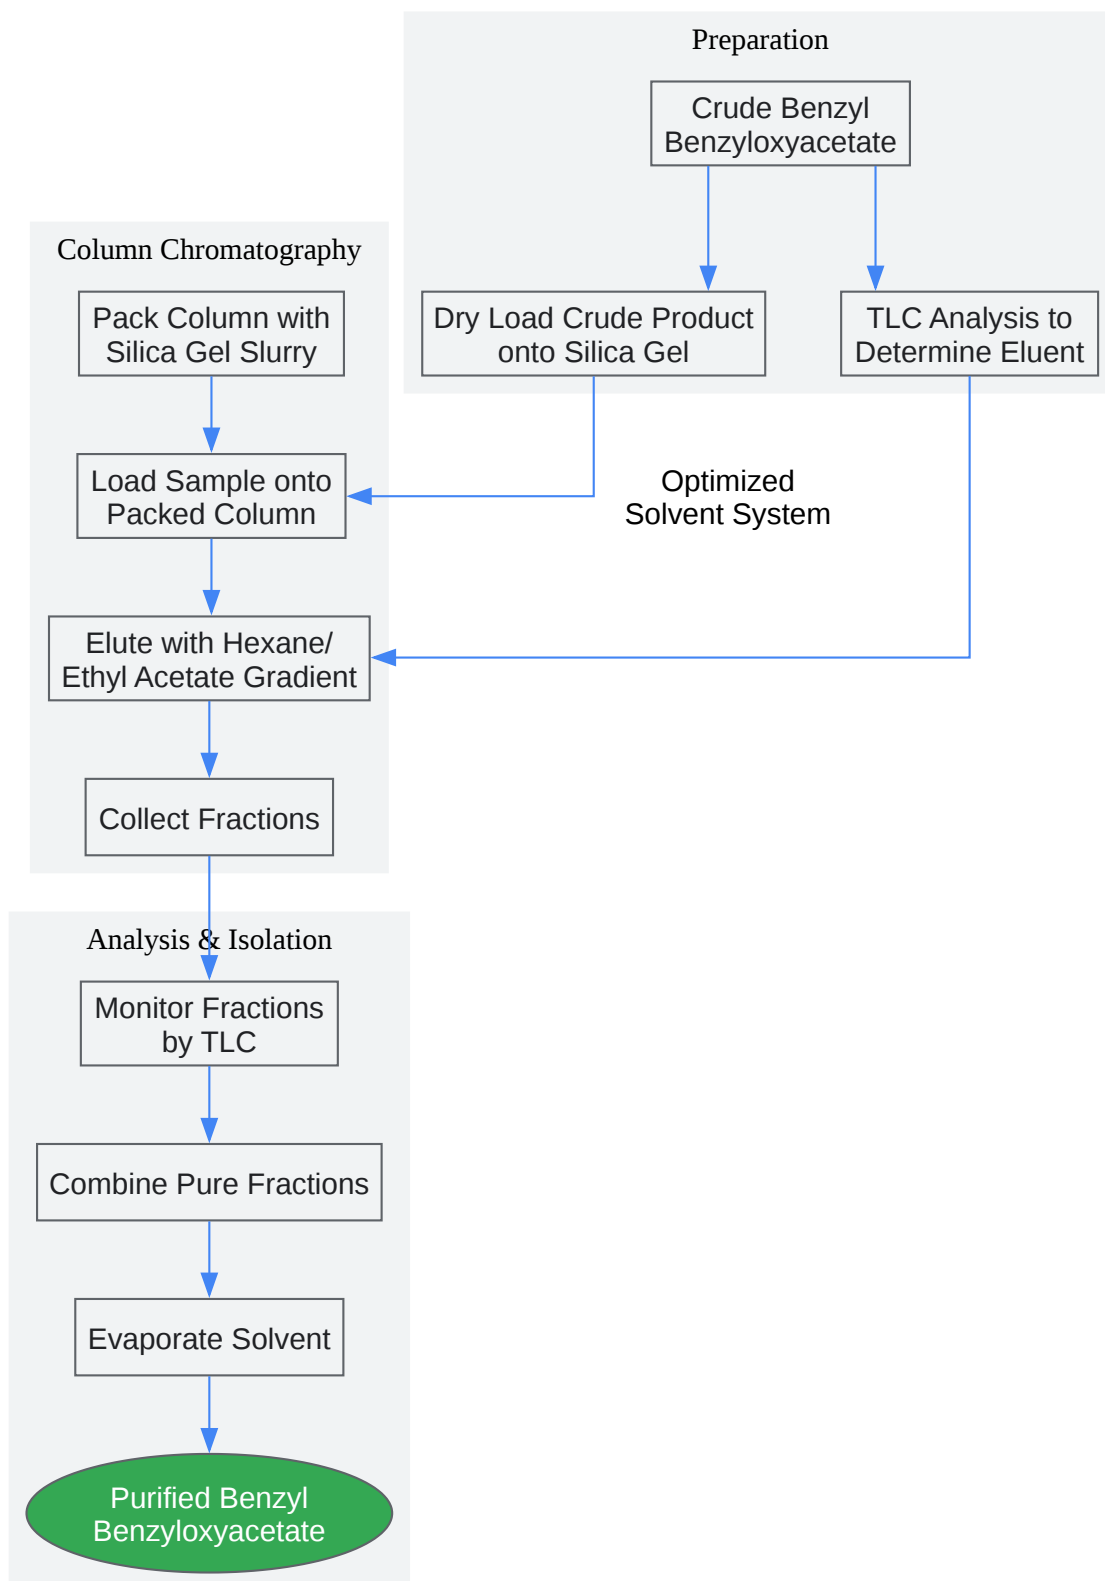 Preparation
Crude Benzyl
Benzyloxyacetate
Column Chromatography
Pack Column with
Silica Gel Slurry
Dry Load Crude Product
onto Silica Gel
TLC Analysis to
Determine Eluent
Load Sample onto
Packed Column
Optimized
Solvent System
Elute with Hexane/
Ethyl Acetate Gradient
Collect Fractions
Analysis & Isolation
Monitor Fractions
by TLC
Combine Pure Fractions
Evaporate Solvent
Purified Benzyl
Benzyloxyacetate